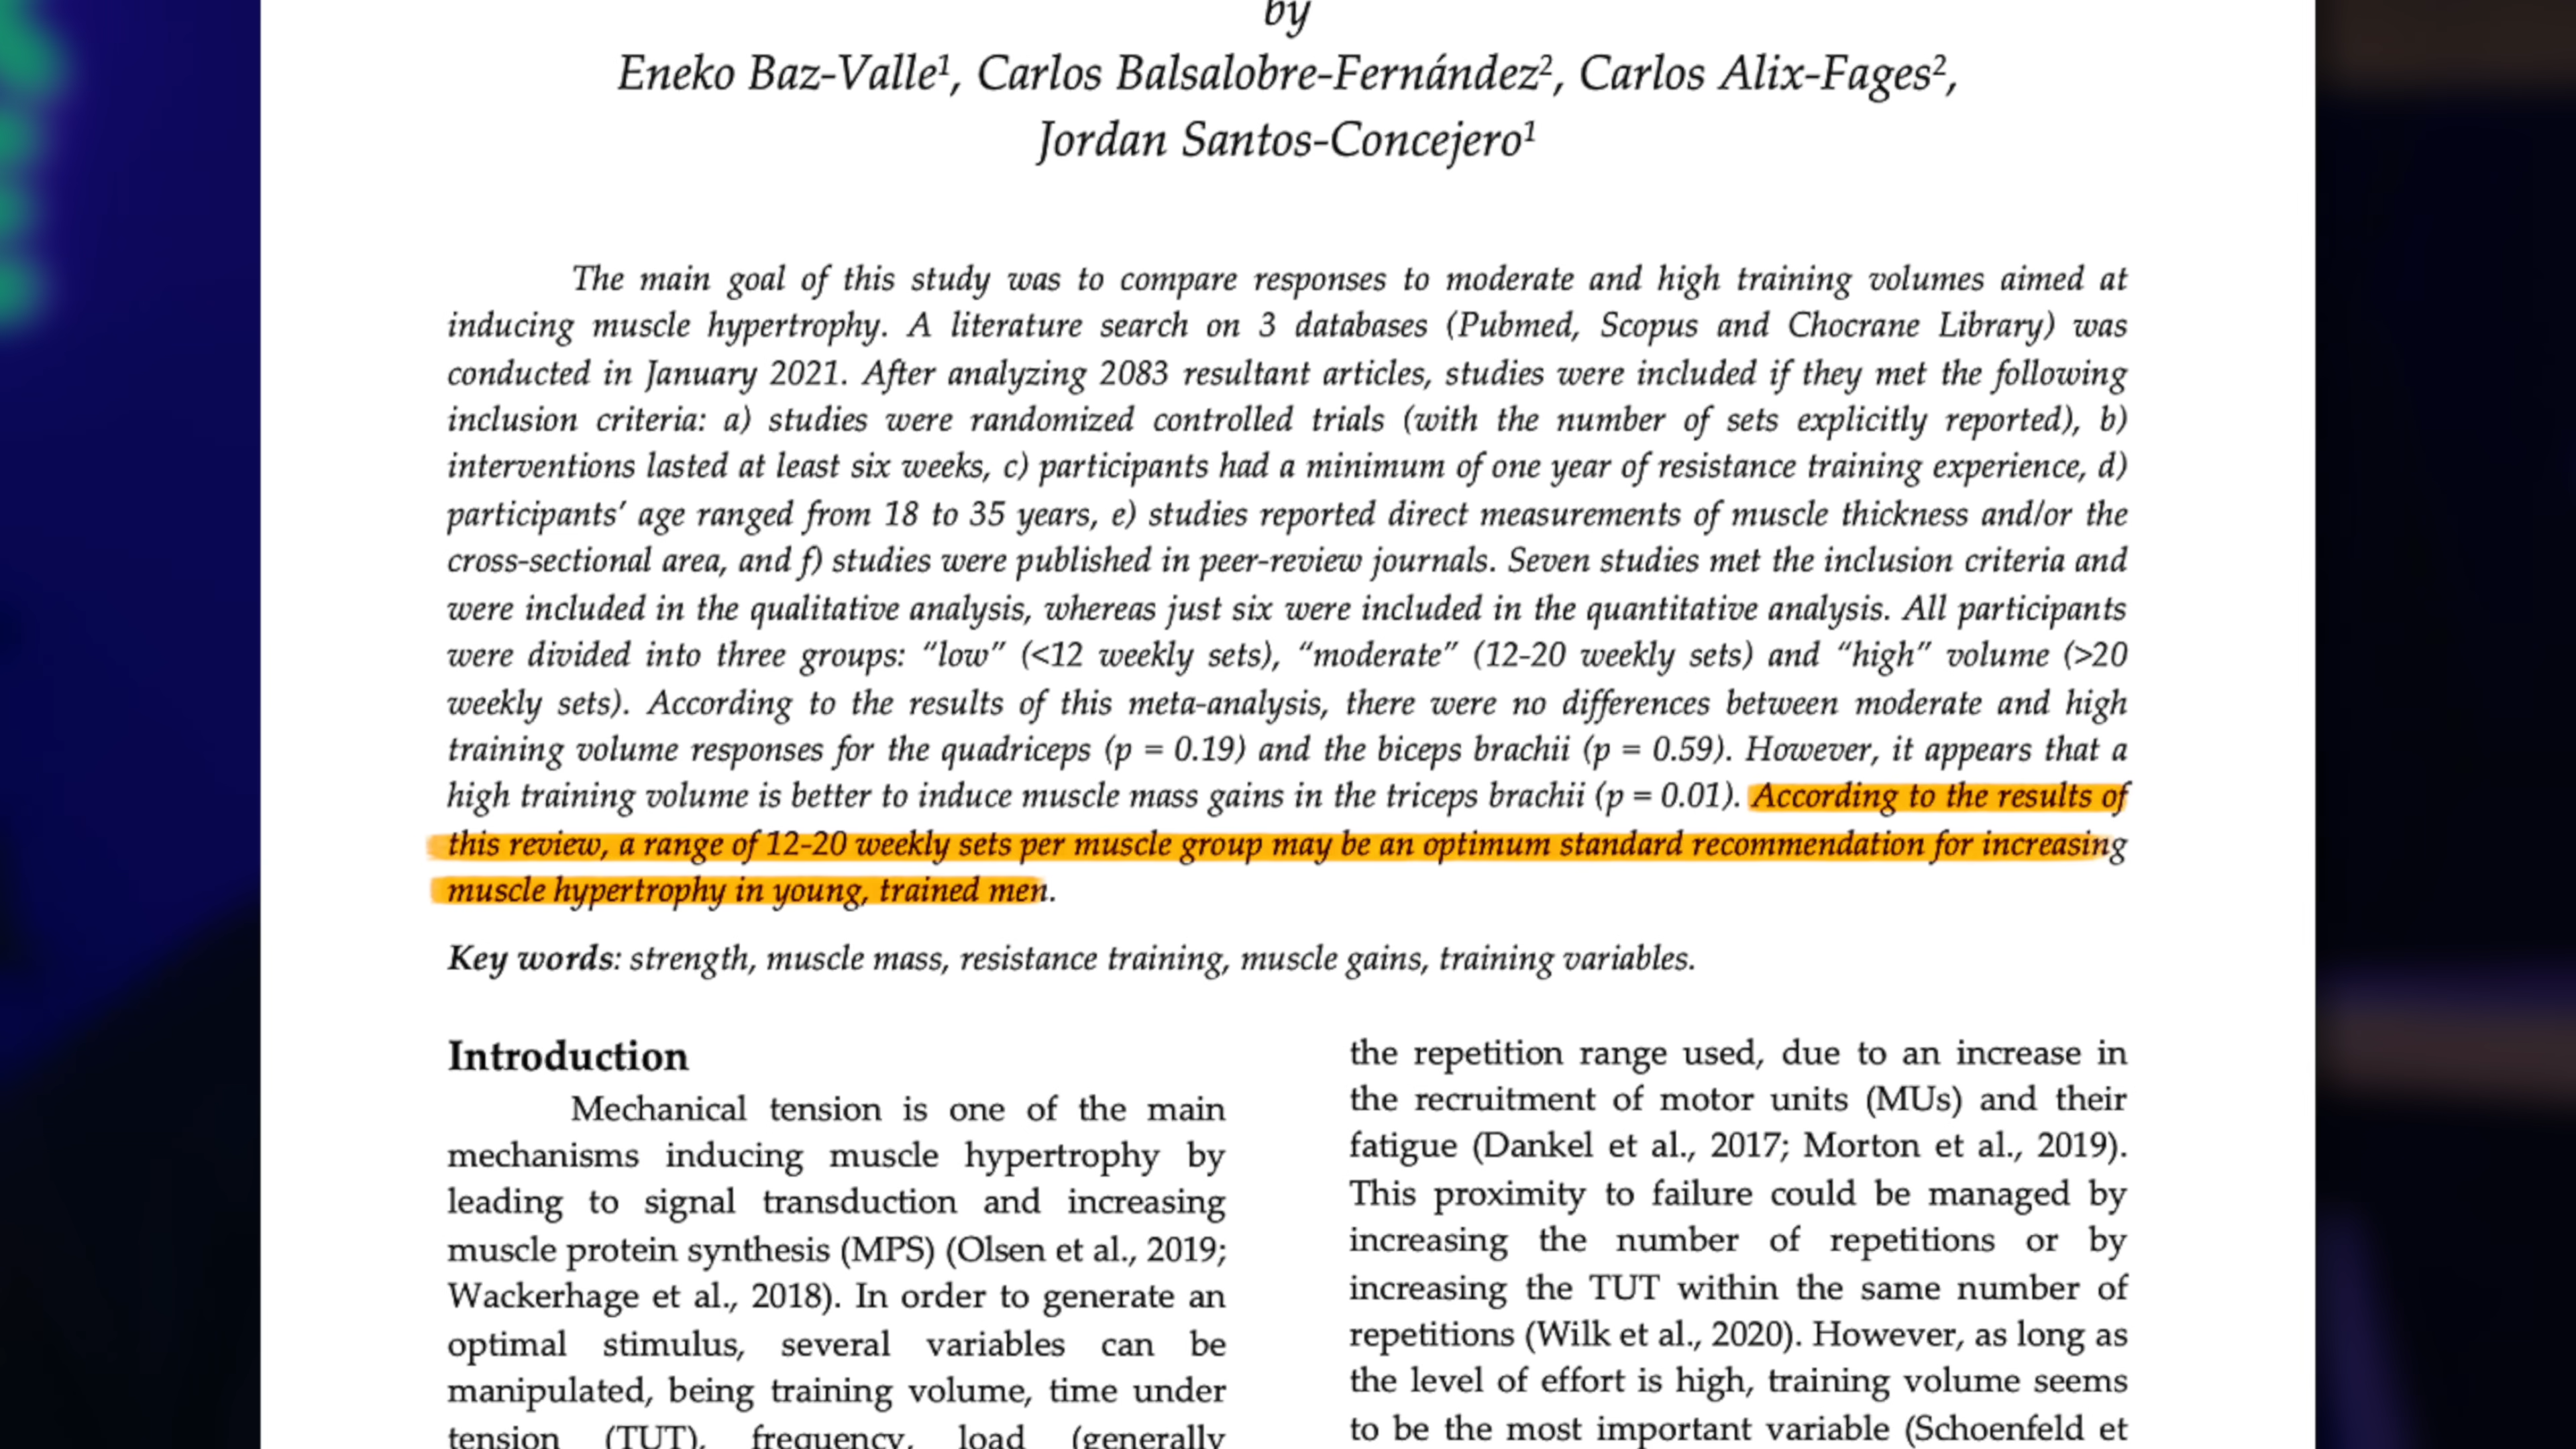 by
Eneko Baz-Valle¹, Carlos Balsalobre-Fernández², Carlos Alix-Fages²,
Jordan Santos-Concejero¹
The main goal of this study was to compare responses to moderate and high training volumes aimed at
inducing muscle hypertrophy. A literature search on 3 databases (Pubmed, Scopus and Chocrane Library) was
conducted in January 2021. After analyzing 2083 resultant articles, studies were included if they met the following
inclusion criteria: a) studies were randomized controlled trials (with the number of sets explicitly reported), b)
interventions lasted at least six weeks, c) participants had a minimum of one year of resistance training experience, d)
participants' age ranged from 18 to 35 years, e) studies reported direct measurements of muscle thickness and/or the
cross-sectional area, and f) studies were published in peer-review journals. Seven studies met the inclusion criteria and
were included in the qualitative analysis, whereas just six were included in the quantitative analysis. All participants
were divided into three groups: "low" (<12 weekly sets), "moderate" (12-20 weekly sets) and "high" volume (>20
weekly sets). According to the results of this meta-analysis, there were no differences between moderate and high
training volume responses for the quadriceps (p = 0.19) and the biceps brachii (p = 0.59). However, it appears that a
high training volume is better to induce muscle mass gains in the triceps brachii (p = 0.01). According to the results of
this review, a range of 12-20 weekly sets per muscle group may be an optimum standard recommendation for increasing
muscle hypertrophy in young, trained men.
Key words: strength, muscle mass, resistance training, muscle gains, training variables.
Introduction
Mechanical tension is one of the main
mechanisms inducing muscle hypertrophy by
leading to signal transduction and increasing
muscle protein synthesis (MPS) (Olsen et al., 2019;
Wackerhage et al., 2018). In order to generate an
optimal stimulus, several variables can be
manipulated, being training volume, time under
tension (TUT), frequency, load (generally
the repetition range used, due to an increase in
the recruitment of motor units (MUs) and their
fatigue (Dankel et al., 2017; Morton et al., 2019).
This proximity to failure could be managed by
increasing the number of repetitions or by
increasing the TUT within the same number of
repetitions (Wilk et al., 2020). However, as long as
the level of effort is high, training volume seems
to be the most important variable (Schoenfeld et